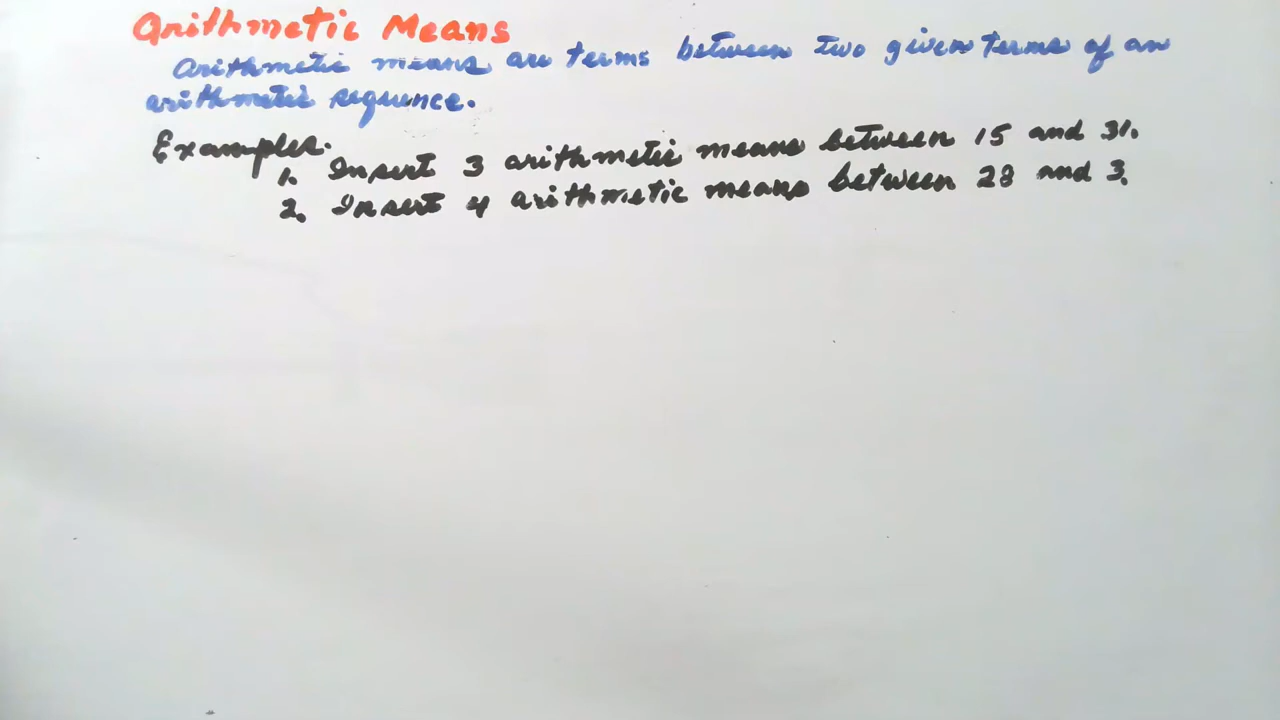 Arithmetic Means
Arithmetic means are terms between two given terms of an
arithmetic sequence.
Examples.
1. Insert 3 arithmetic means between 15 and 31.
2. Insert 4 arithmetic means between 28 and 3.